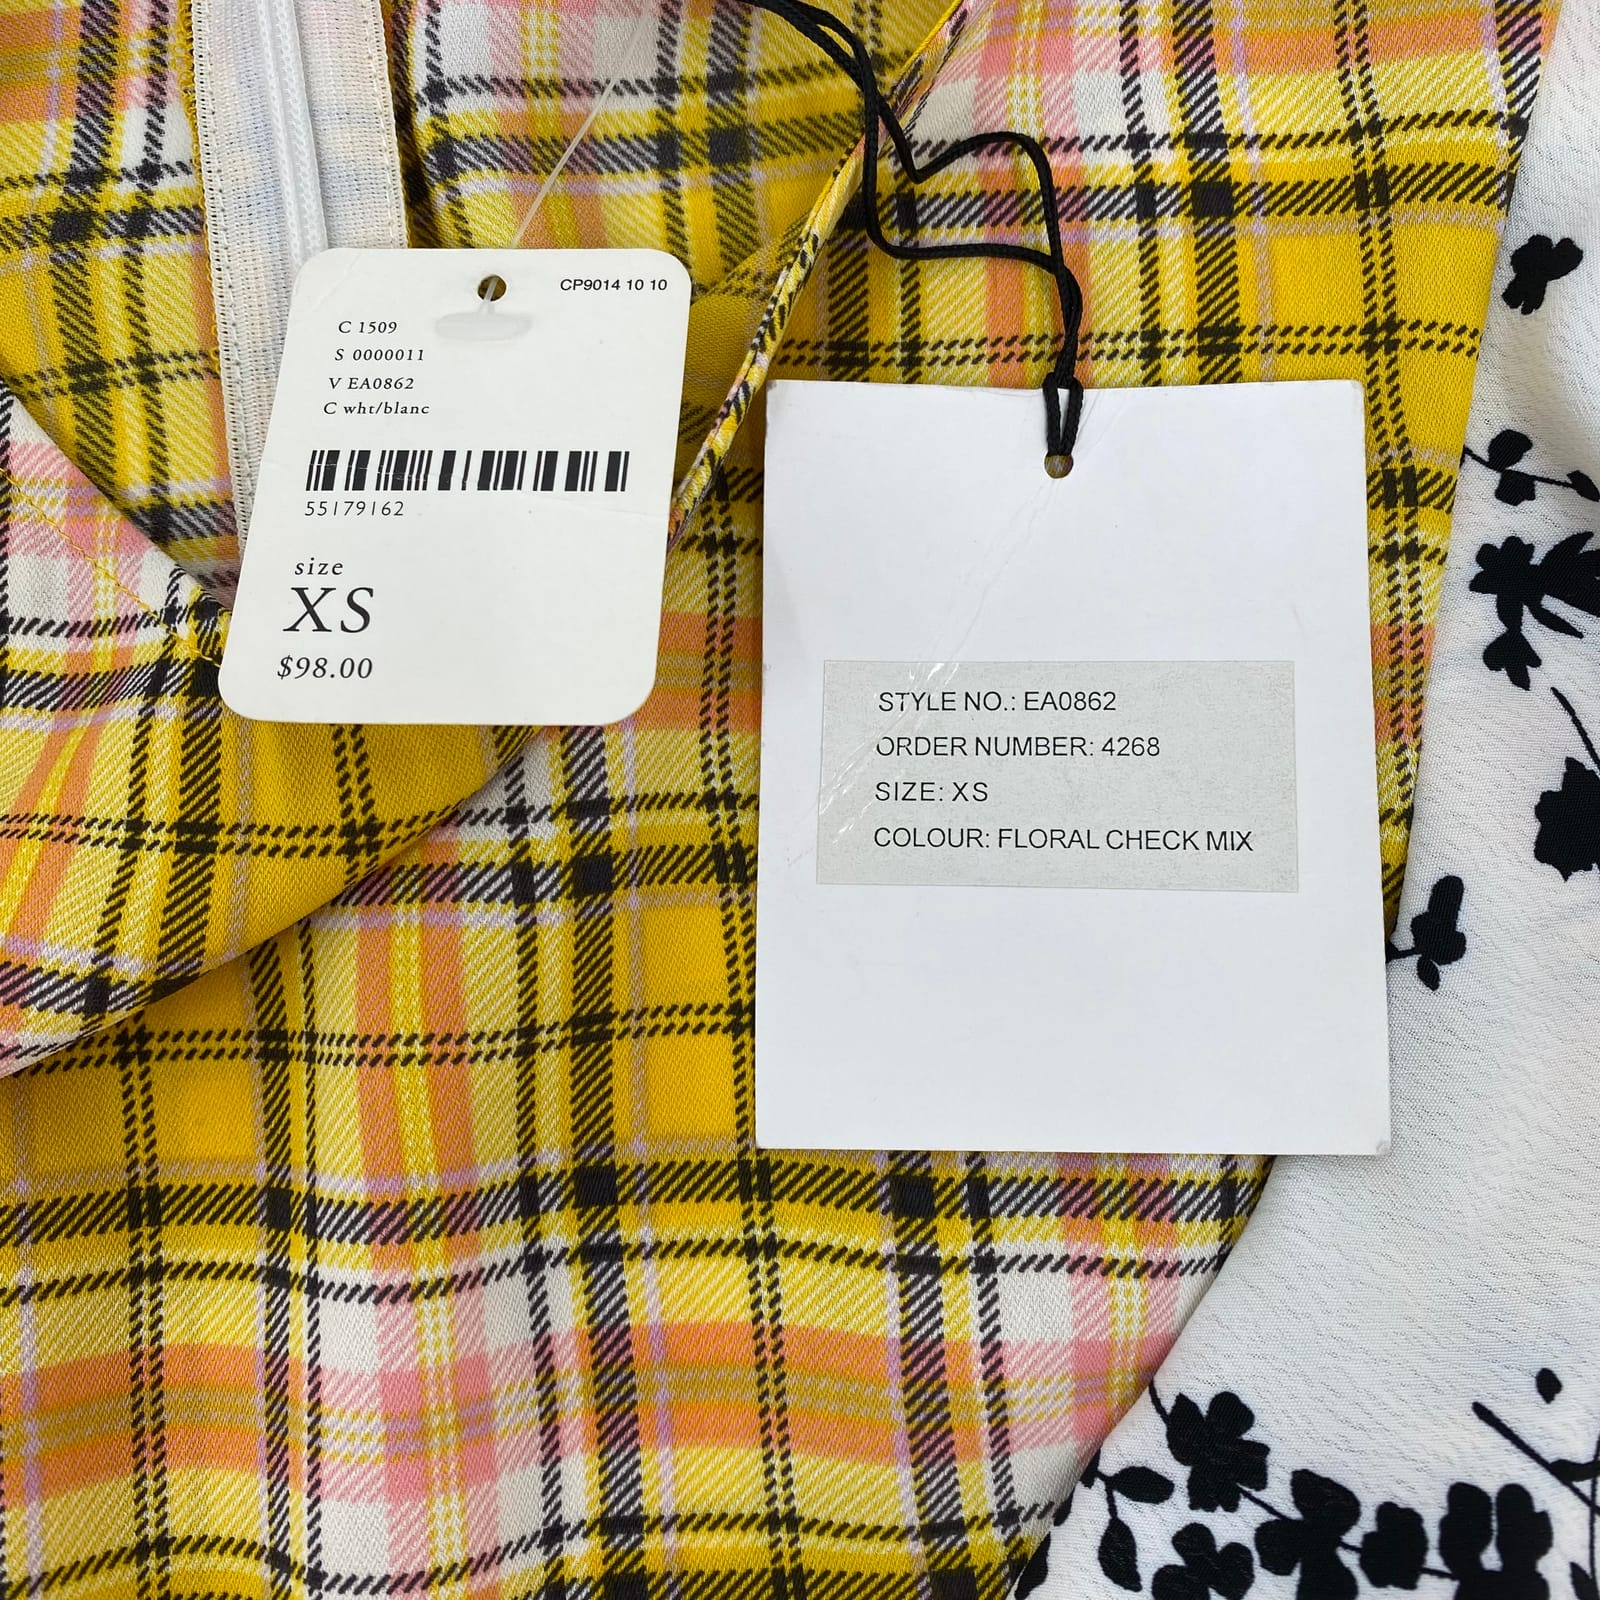 CP9014 10 10
C 1509
S 0000011
V EA0862
C wht/blanc
55179162
size
XS
$98.00
STYLE NO.: EA0862
ORDER NUMBER: 4268
SIZE: XS
COLOUR: FLORAL CHECK MIX